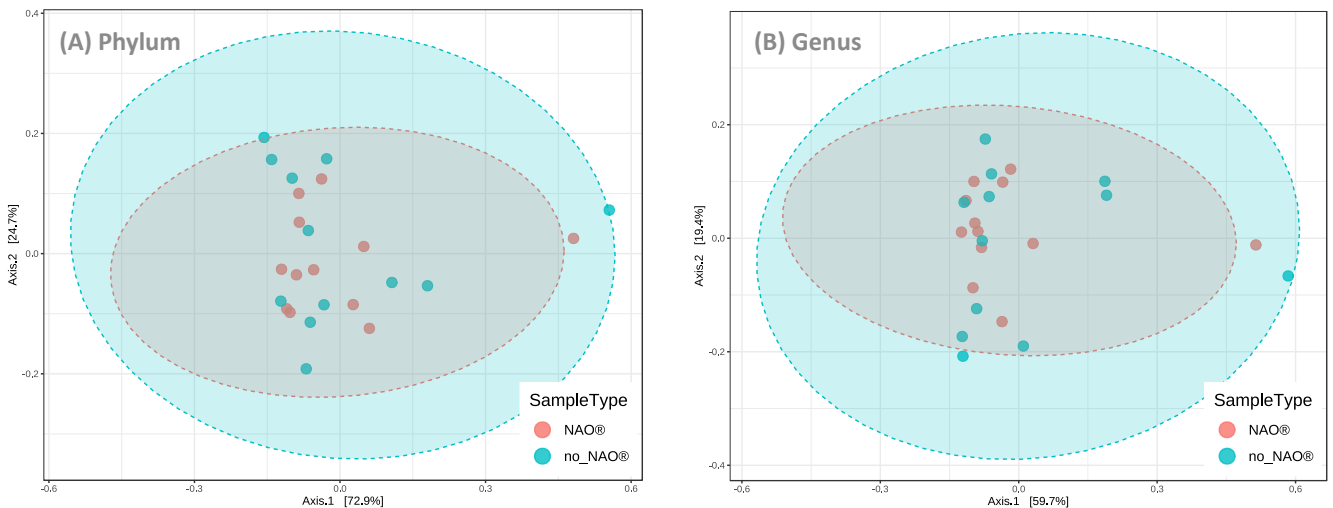 (A) Phylum
0.4
0.2
0.0
-0.2
Axis.2 [24.7%]
-0.6
-0.3
0.0
0.3
0.6
Axis.1 [72.9%]
SampleType
NAO®
no_NAO®
(B) Genus
0.2
0.0
-0.2
-0.4
Axis.2 [19.4%]
-0.6
-0.3
0.0
0.3
0.6
Axis.1 [59.7%]
SampleType
NAO®
no_NAO®